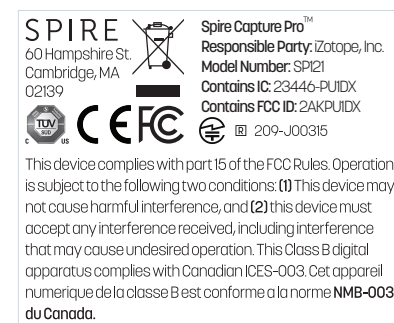 SPIRE
60 Hampshire St.
Cambridge, MA
02139
Spire Capture Pro™
Responsible Party: iZotope, Inc.
Model Number: SP121
Contains IC: 23446-PU1DX
Contains FCC ID: 2AKPU1DX
TÜV
SÜD
C US
CE FC
R 209-J00315
This device complies with part 15 of the FCC Rules. Operation
is subject to the following two conditions: (1) This device may
not cause harmful interference, and (2) this device must
accept any interference received, including interference
that may cause undesired operation. This Class B digital
apparatus complies with Canadian ICES-003. Cet appareil
numerique de la classe B est conforme a la norme NMB-003
du Canada.